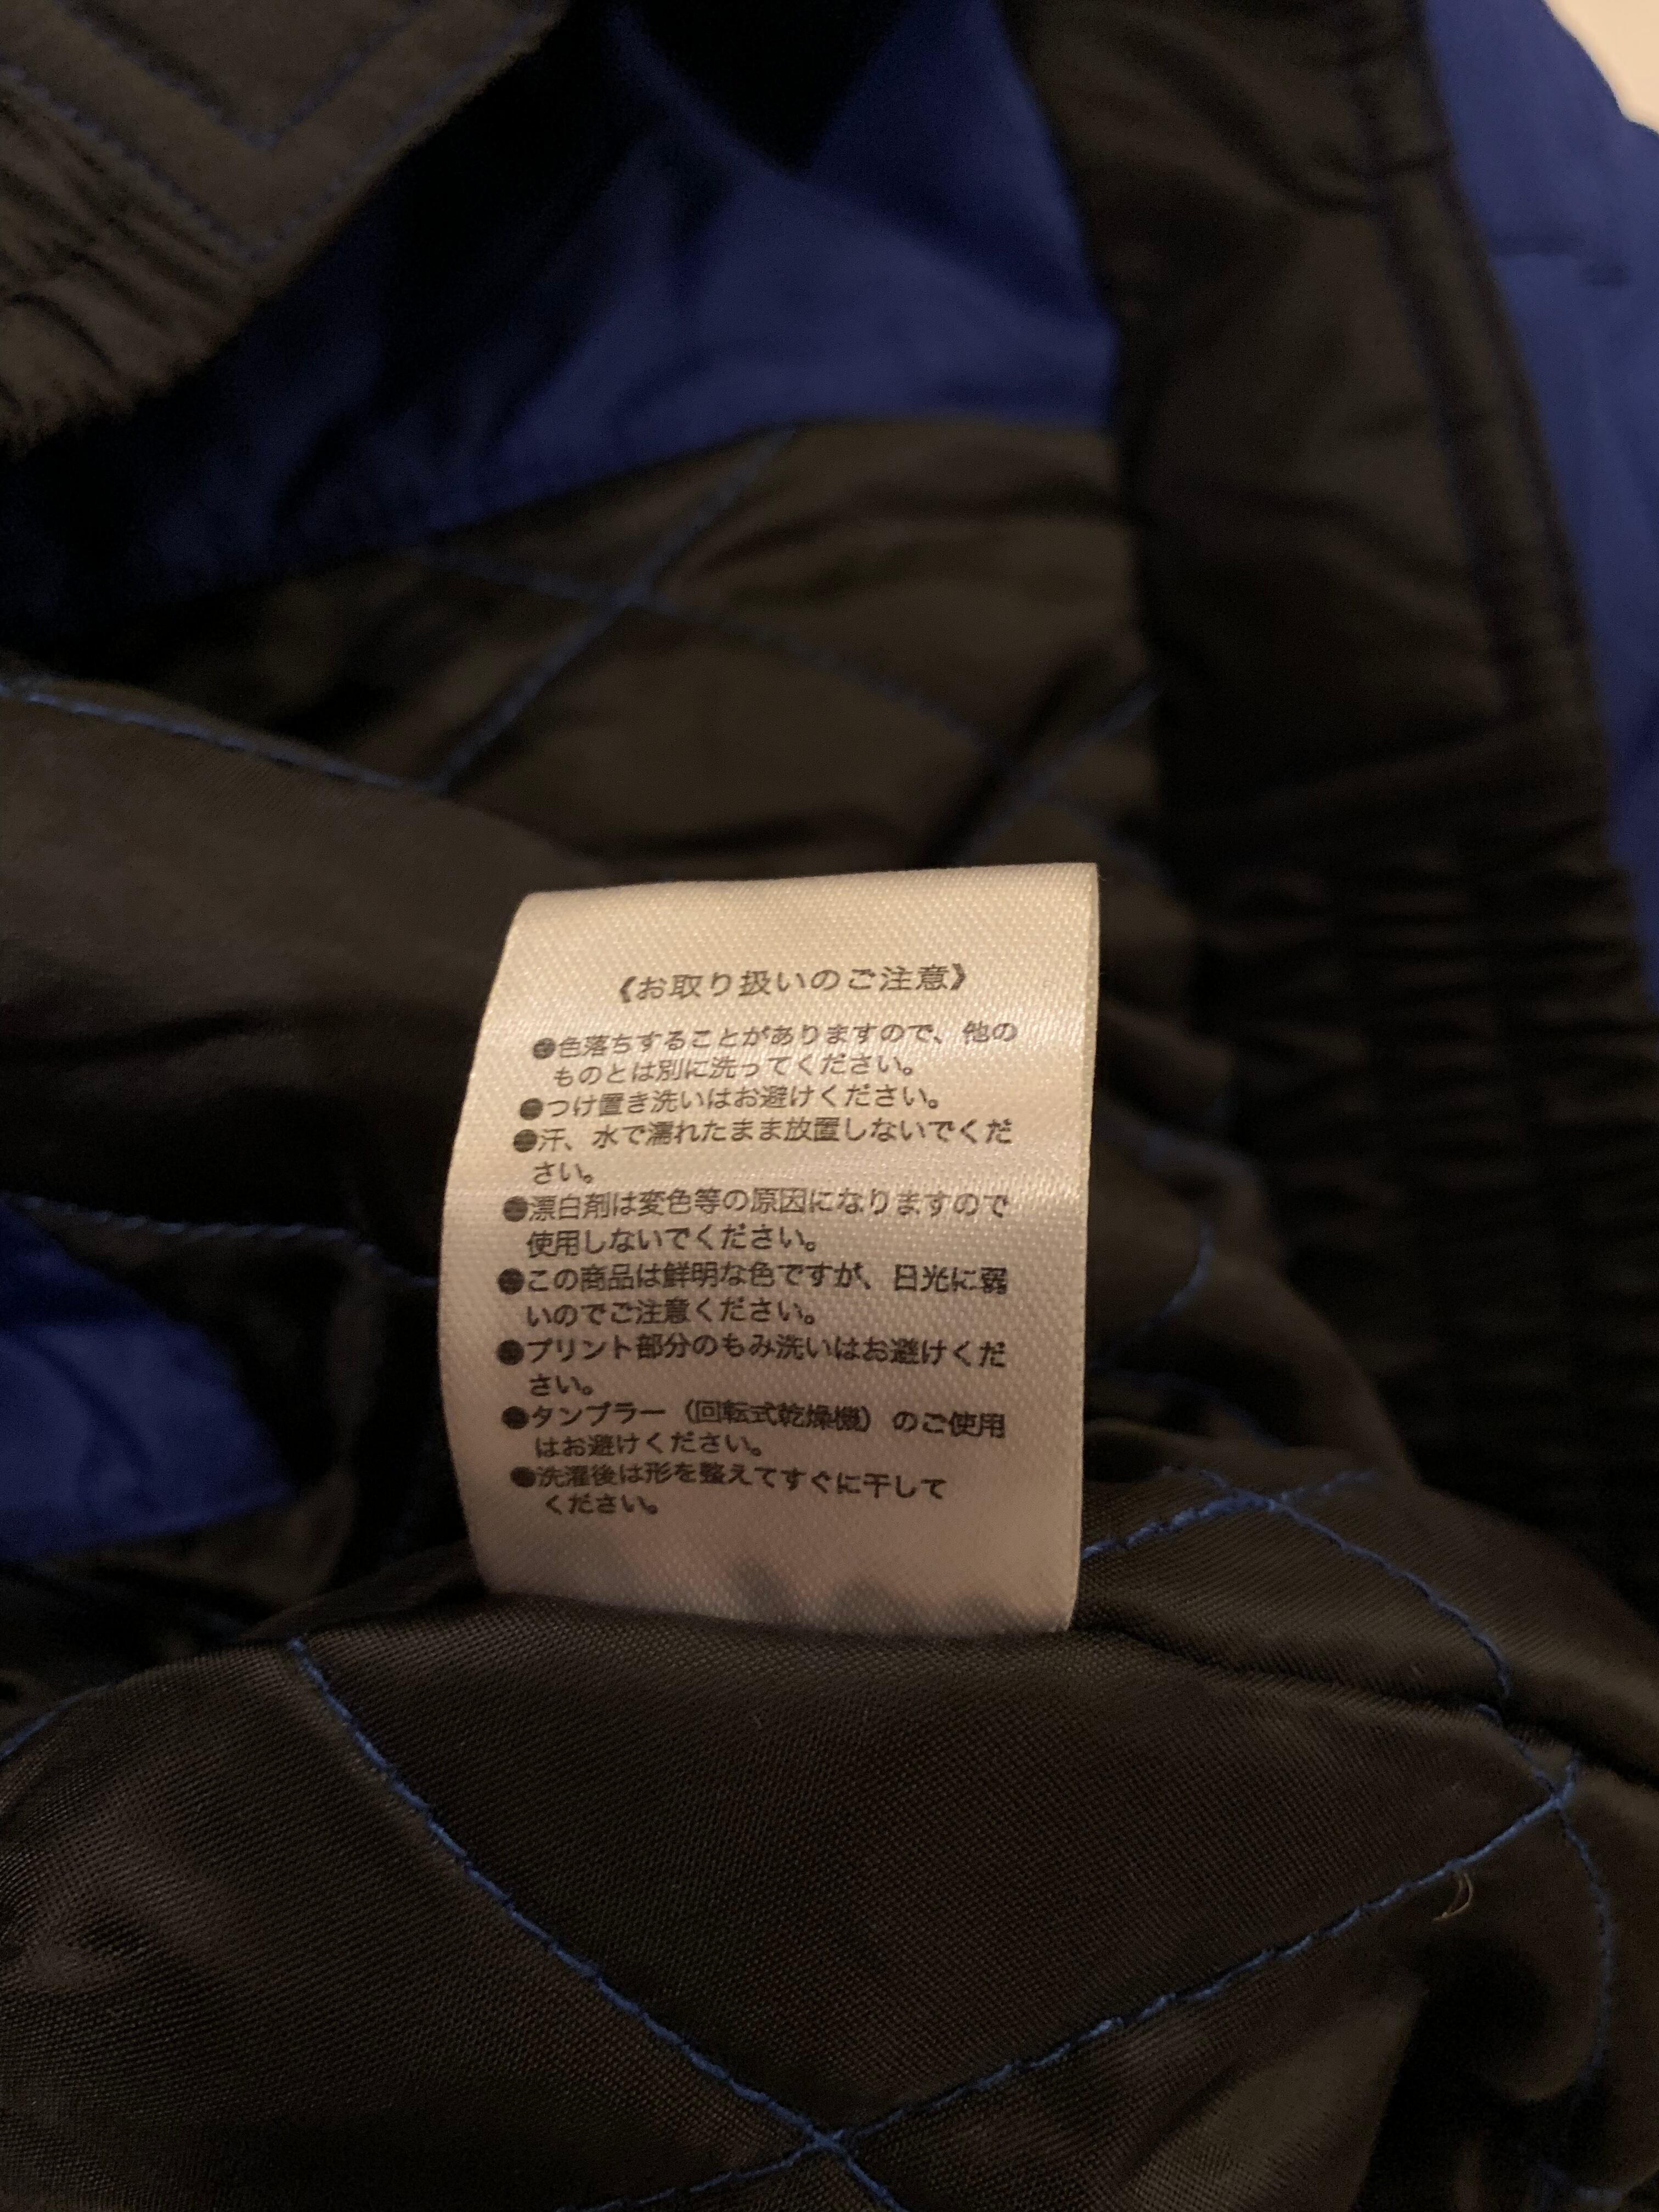 《お取り扱いのご注意》
●色落ちすることがありますので、他の
ものとは別に洗ってください。
●つけ置き洗いはお避けください。
●汗、水で濡れたまま放置しないでくだ
さい。
●漂白剤は変色等の原因になりますので
使用しないでください。
●この商品は鮮明な色ですが、日光に弱
いのでご注意ください。
●プリント部分のもみ洗いはお避けくだ
さい。
●タンブラー（回転式乾燥機）のご使用
はお避けください。
●洗濯後は形を整えてすぐに干して
ください。